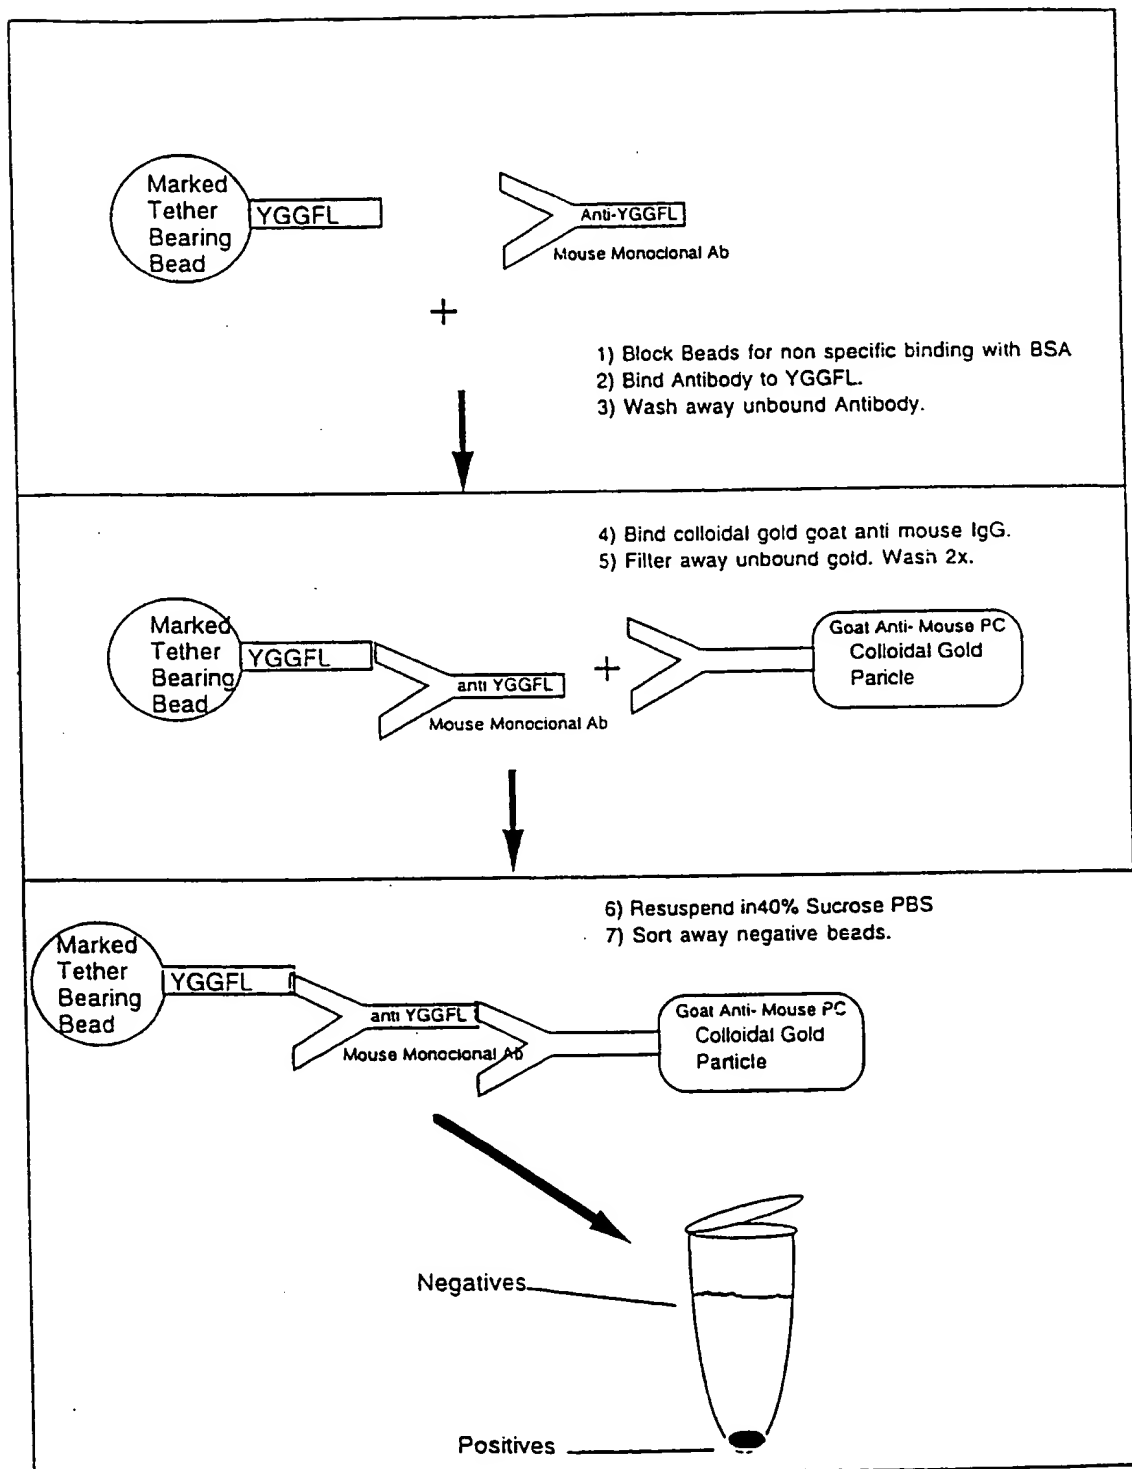 Marked
Tether
Bearing
Bead
YGGFL
Anti-YGGFL
Mouse Monoclonal Ab
+
1) Block Beads for non specific binding with BSA
2) Bind Antibody to YGGFL.
3) Wash away unbound Antibody.
4) Bind colloidal gold goat anti mouse IgG.
5) Filter away unbound gold. Wash 2x.
Marked
Tether
Bearing
Bead
YGGFL
anti YGGFL
Mouse Monoclonal Ab
+
Goat Anti- Mouse PC
Colloidal Gold
Paricle
6) Resuspend in40% Sucrose PBS
7) Sort away negative beads.
Marked
Tether
Bearing
Bead
YGGFL
anti YGGFL
Mouse Monoclonal Ab
Goat Anti- Mouse PC
Colloidal Gold
Particle
Negatives
Positives